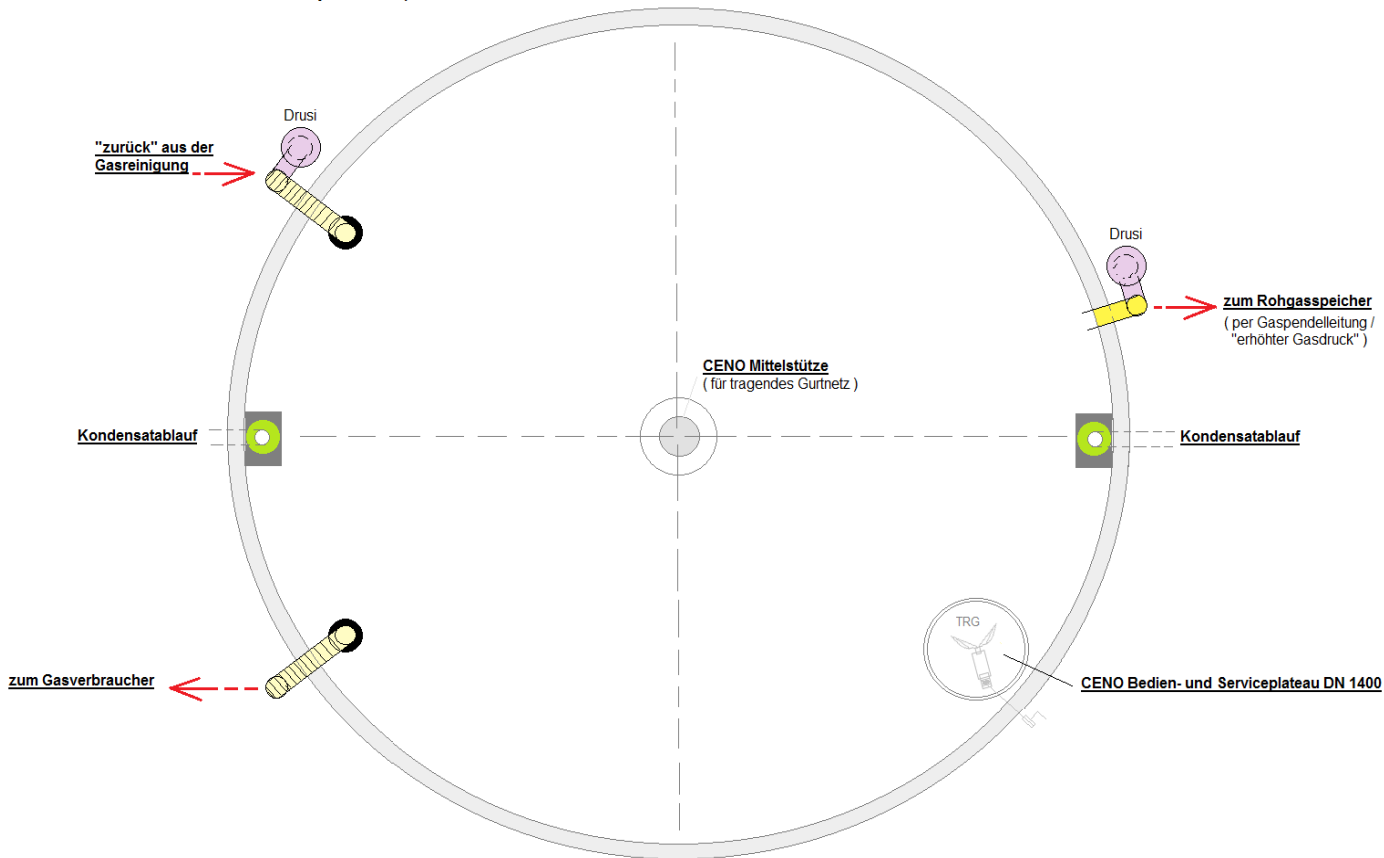 Drusi
"zurück" aus der
Gasreinigung
Drusi
zum Rohgasspeicher
( per Gaspendelleitung /
"erhöhter Gasdruck" )
CENO Mittelstütze
( für tragendes Gurtnetz )
Kondensatablauf
Kondensatablauf
TRG
zum Gasverbraucher
CENO Bedien- und Serviceplateau DN 1400